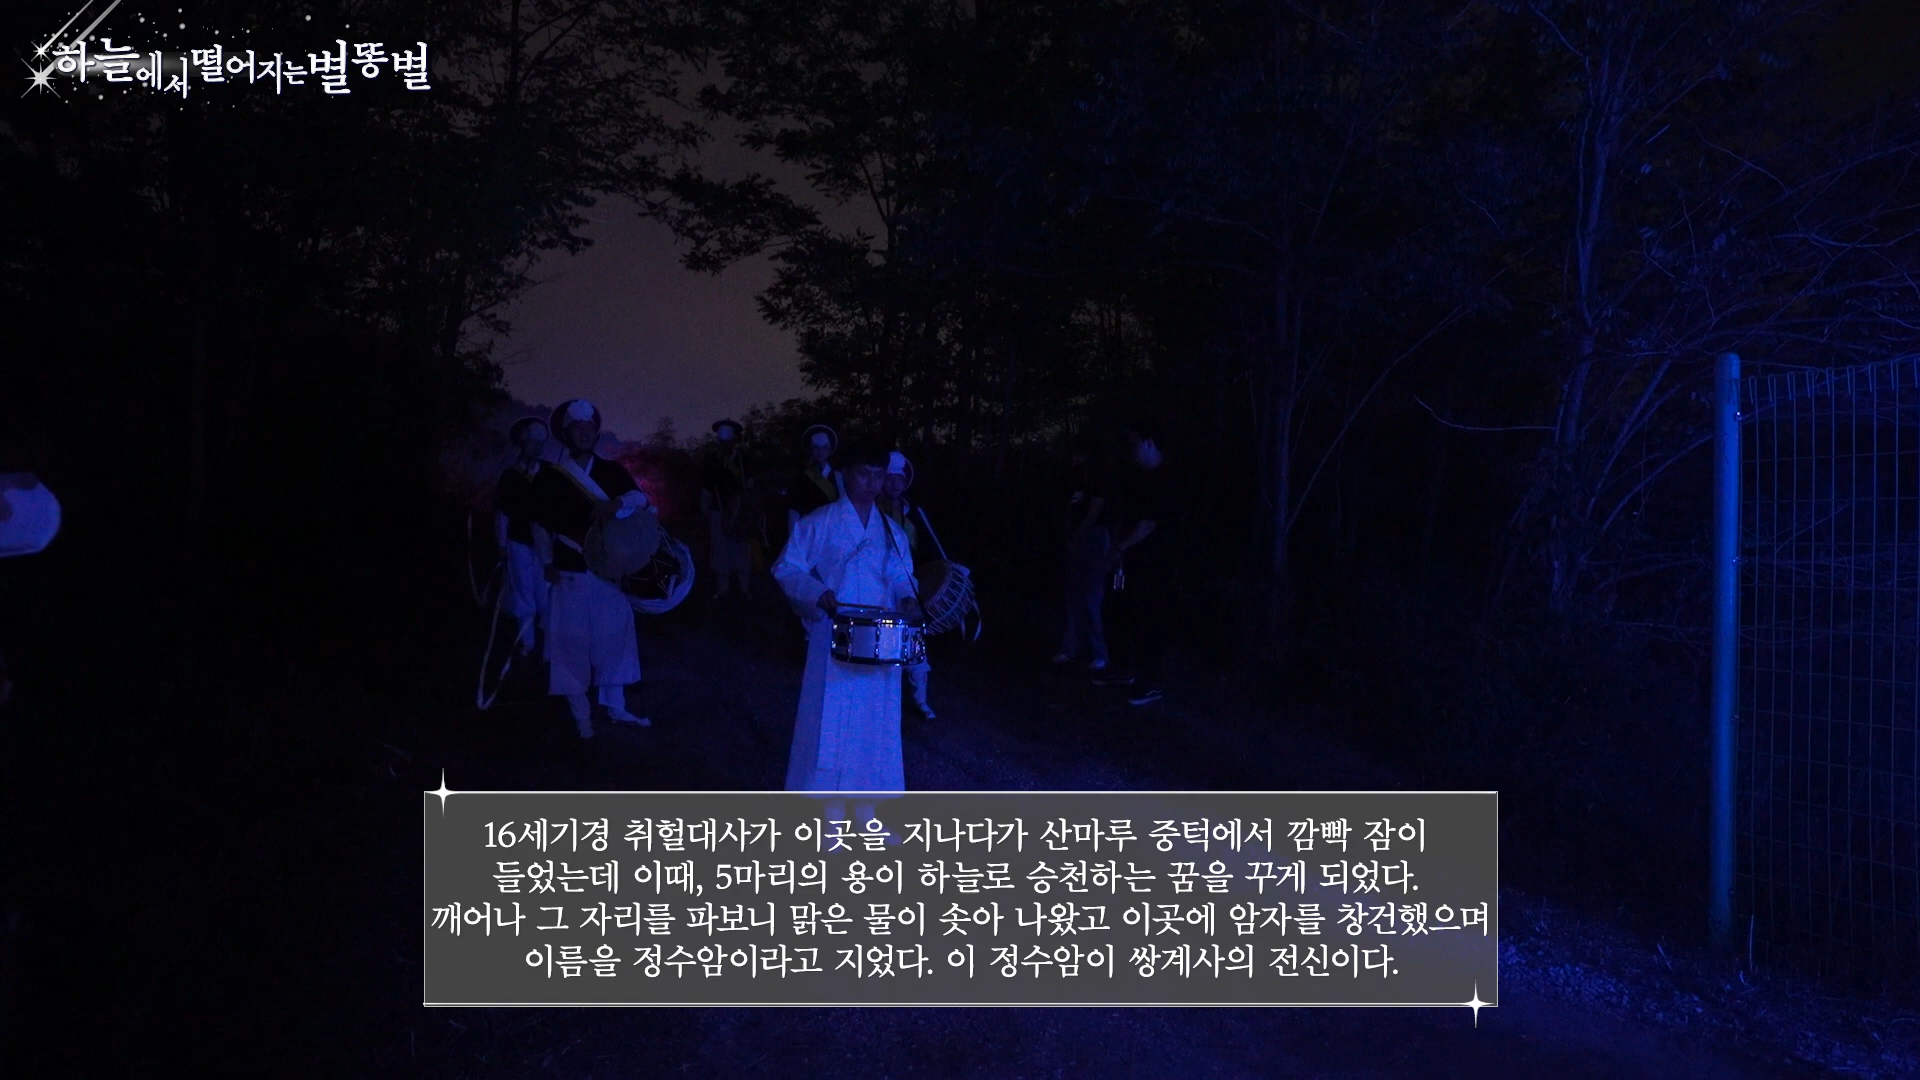 하늘에서 떨어지는 별똥별
16세기경 취헐대사가 이곳을 지나다가 산마루 중턱에서 깜빡 잠이
들었는데 이때, 5마리의 용이 하늘로 승천하는 꿈을 꾸게 되었다.
깨어나 그 자리를 파보니 맑은 물이 솟아 나왔고 이곳에 암자를 창건했으며
이름을 정수암이라고 지었다. 이 정수암이 쌍계사의 전신이다.